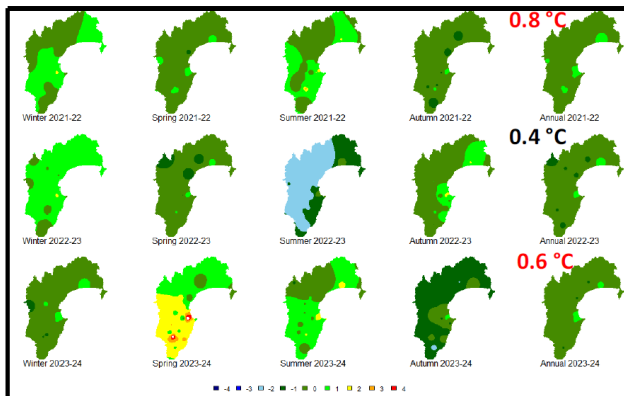 0.8 °C
Winter 2021-22 Spring 2021-22 Summer 2021-22 Autumn 2021-22 Annual 2021-22
0.4 °C
Winter 2022-23 Spring 2022-23 Summer 2022-23 Autumn 2022-23 Annual 2022-23
0.6 °C
Winter 2023-24 Spring 2023-24 Summer 2023-24 Autumn 2023-24 Annual 2023-24
-4 -3 -2 -1 0 1 2 3 4